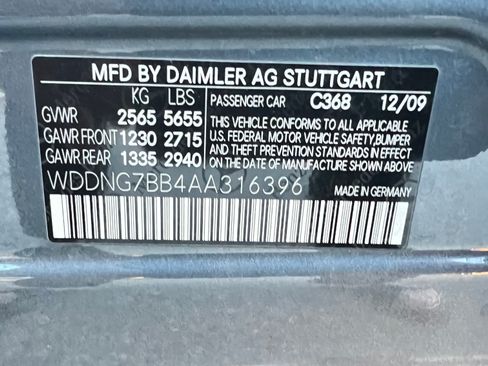 MFD BY DAIMLER AG STUTTGART
KG LBS PASSENGER CAR C368 12/09
GVWR 2565 5655 THIS VEHICLE CONFORMS TO ALL APPLICABLE
GAWR FRONT 1230 2715 U.S. FEDERAL MOTOR VEHICLE SAFETY, BUMPER
GAWR REAR 1335 2940 AND THEFT PREVENTION STANDARDS IN EFFECT ON THE DATE OF MANUFACTURE SHOWN ABOVE
WDDNG7BB4AA316396 MADE IN GERMANY